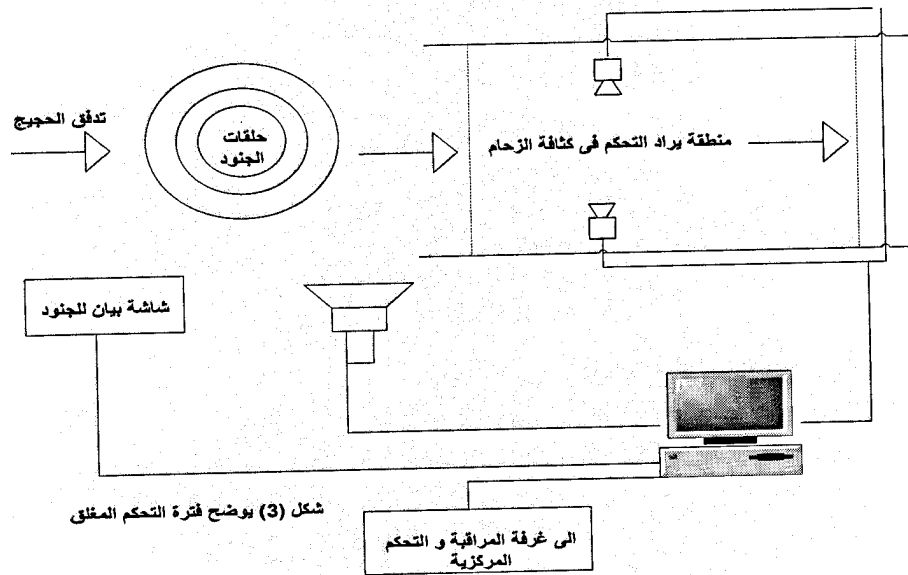 تدفق الحجيج
حلقات
الجنود
منطقة يراد التحكم فى كثافة الزحام
شاشة بيان للجنود
شكل (3) يوضح فترة التحكم المغلق
الى غرفة المراقبة و التحكم
المركزية